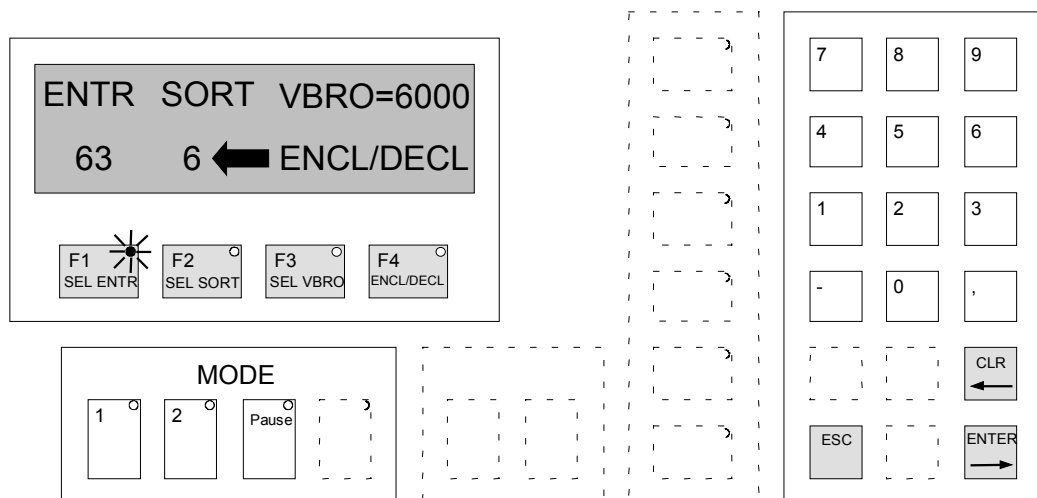 ENTR SORT VBRO=6000
63 6 ENCL/DECL
F1 F2 F3 F4
SEL ENTR SEL SORT SEL VBRO ENCL/DECL
MODE
1 2 Pause
7 8 9
4 5 6
1 2 3
- 0 ,
CLR
ESC ENTER